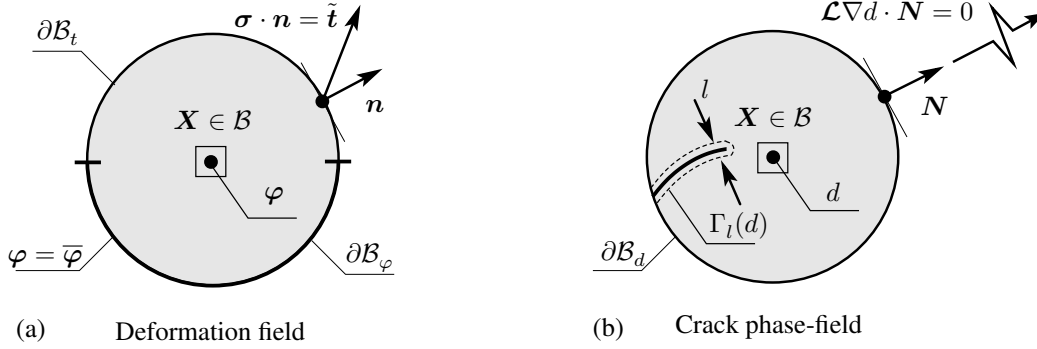 σ · n = t̃
∂ℬ_t
n
X ∈ ℬ
φ
φ = φ̅
∂ℬ_φ
(a) Deformation field
ℒ∇d · N = 0
l
X ∈ ℬ
N
d
Γ_l(d)
∂ℬ_d
(b) Crack phase-field